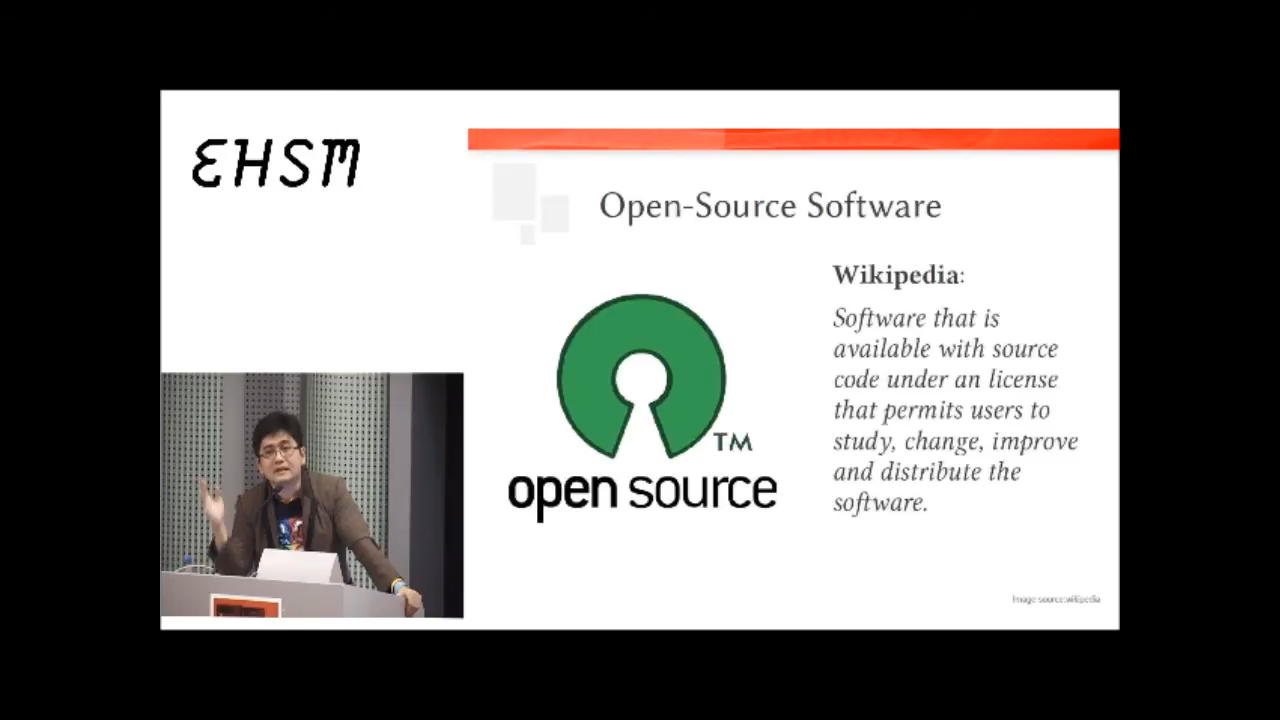 EHSM
Open-Source Software
Wikipedia:
Software that is
available with source
code under an license
that permits users to
study, change, improve
and distribute the
software.
TM
open source
Image source:wikipedia